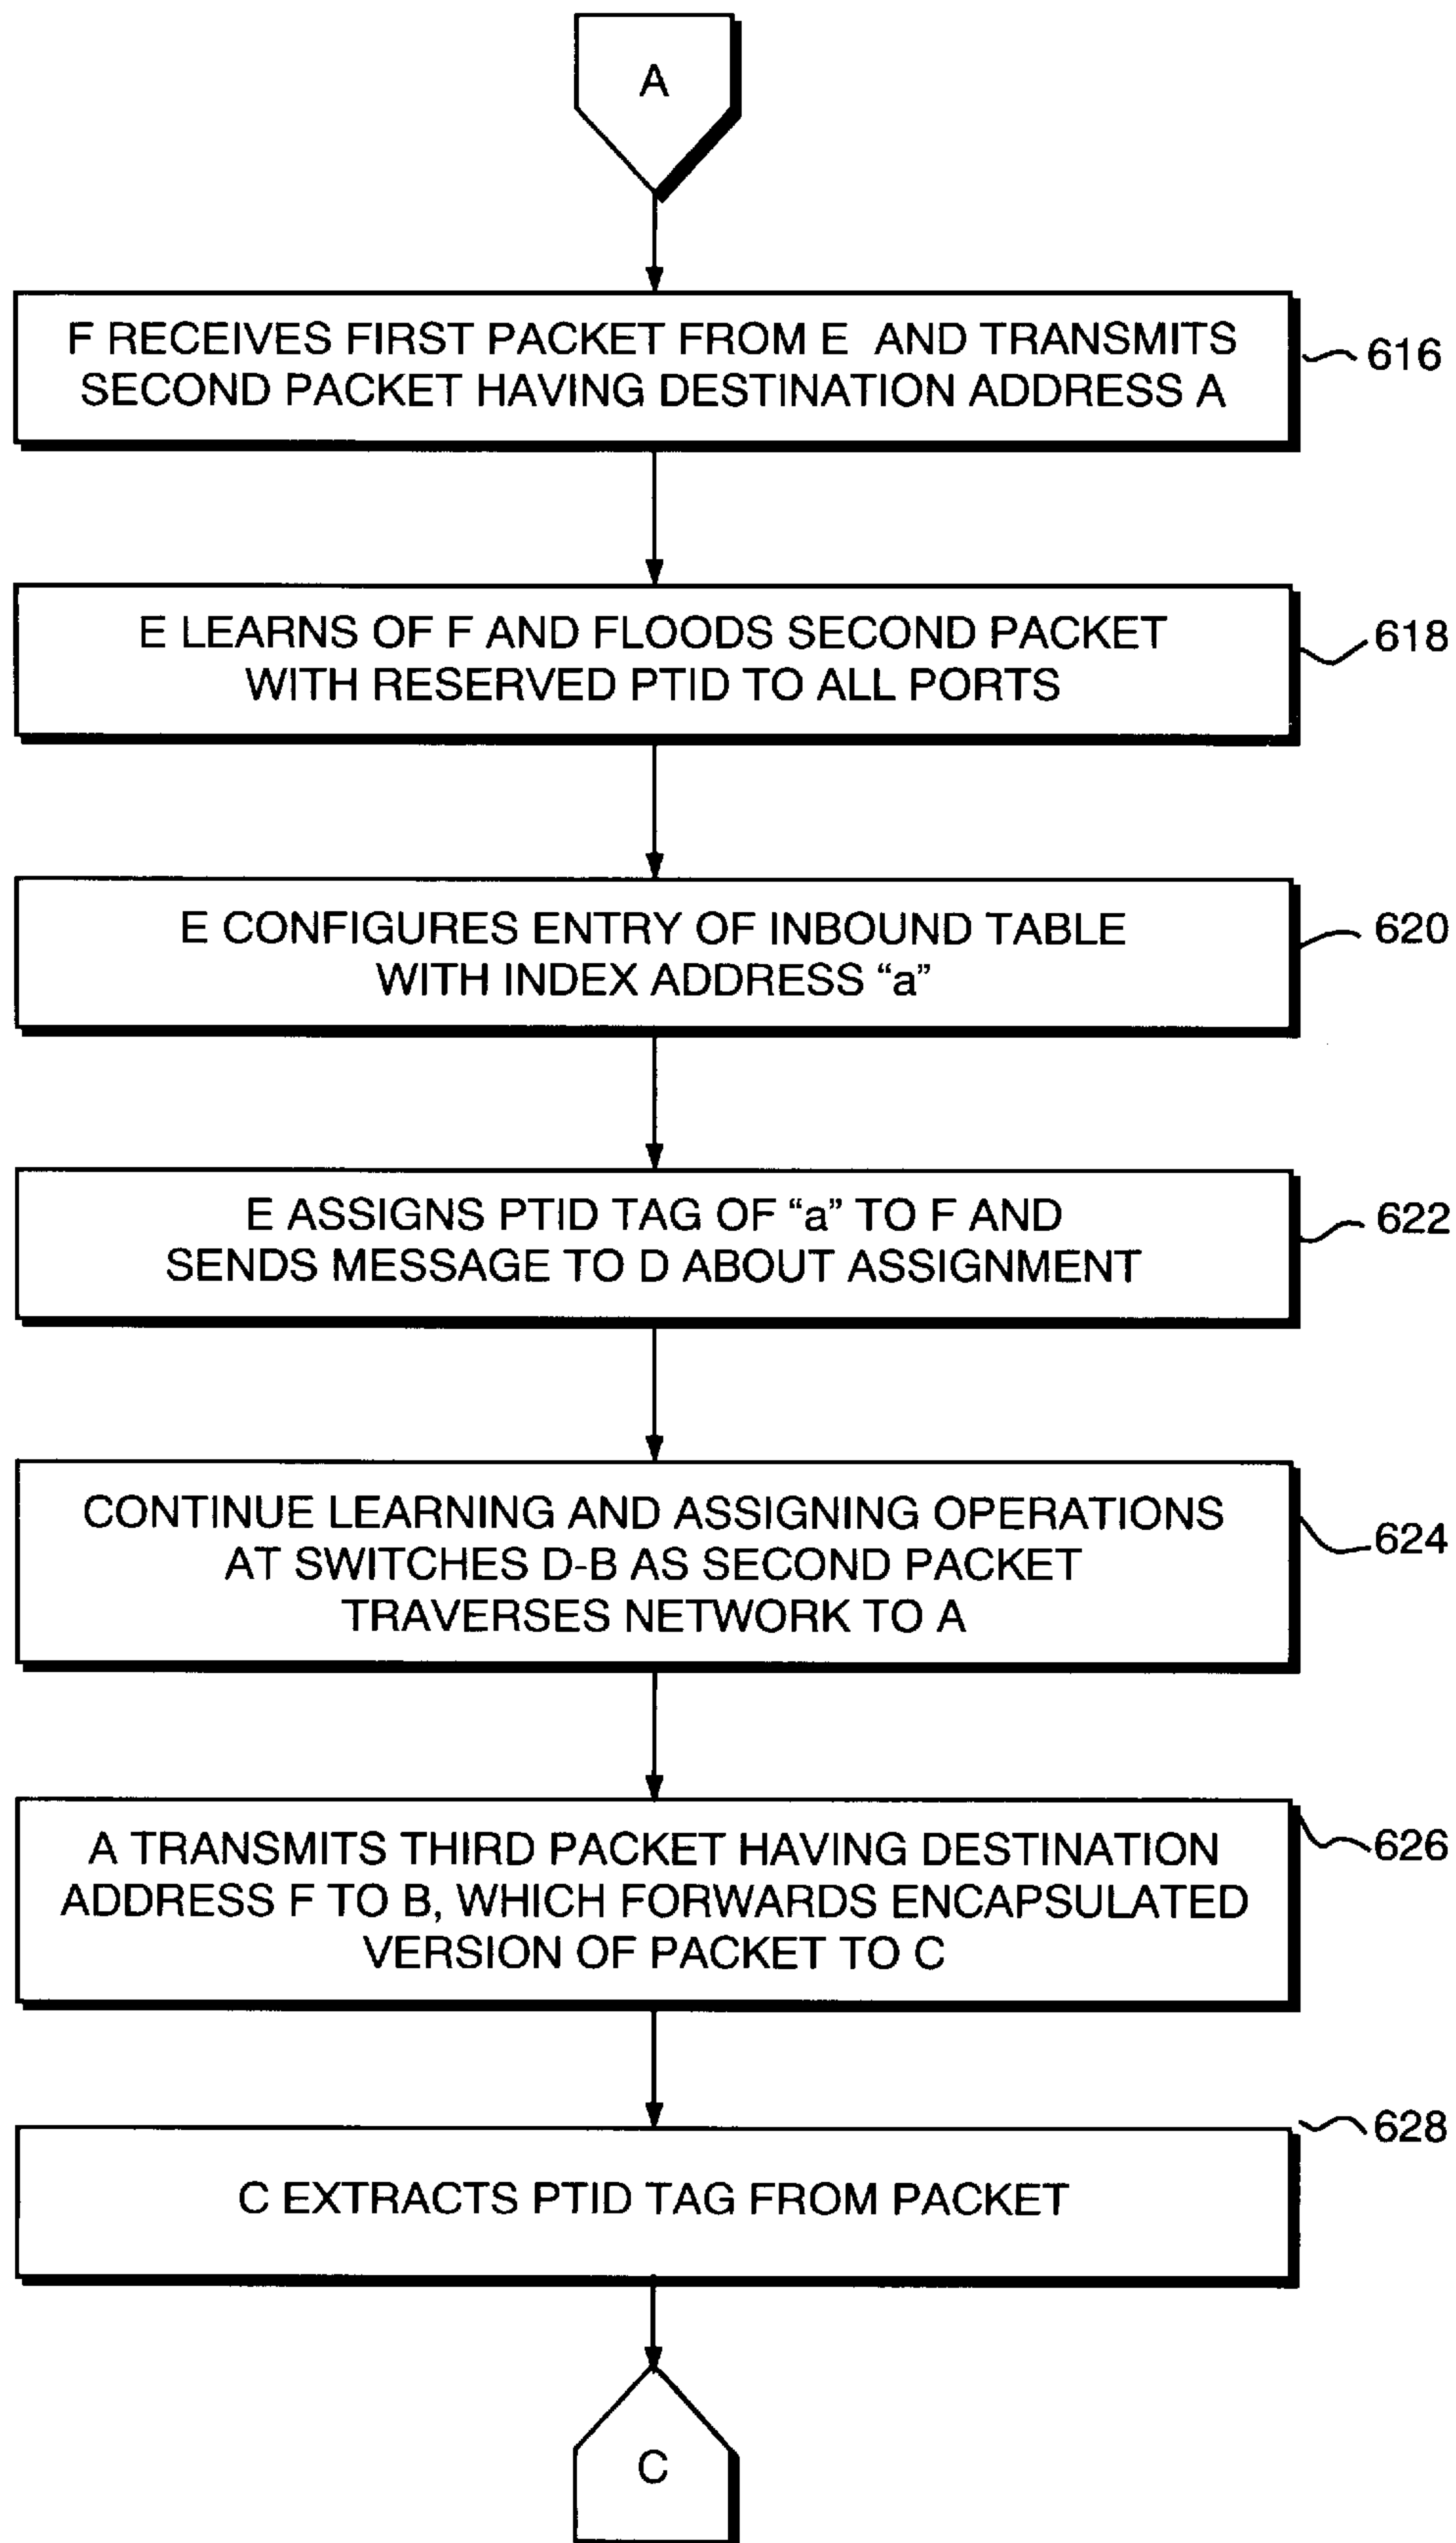 A
F RECEIVES FIRST PACKET FROM E AND TRANSMITS
SECOND PACKET HAVING DESTINATION ADDRESS A
616
E LEARNS OF F AND FLOODS SECOND PACKET
WITH RESERVED PTID TO ALL PORTS
618
E CONFIGURES ENTRY OF INBOUND TABLE
WITH INDEX ADDRESS “a”
620
E ASSIGNS PTID TAG OF “a” TO F AND
SENDS MESSAGE TO D ABOUT ASSIGNMENT
622
CONTINUE LEARNING AND ASSIGNING OPERATIONS
AT SWITCHES D-B AS SECOND PACKET
TRAVERSES NETWORK TO A
624
A TRANSMITS THIRD PACKET HAVING DESTINATION
ADDRESS F TO B, WHICH FORWARDS ENCAPSULATED
VERSION OF PACKET TO C
626
C EXTRACTS PTID TAG FROM PACKET
628
C